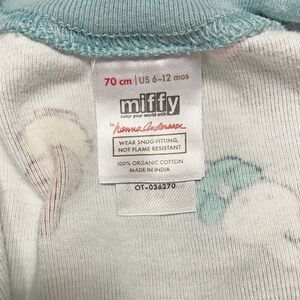 70 cm | US 6-12 mos
miffy
color your world with
by hanna andersson
WEAR SNUG-FITTING,
NOT FLAME RESISTANT
100% ORGANIC COTTON
MADE IN INDIA
OT-036270